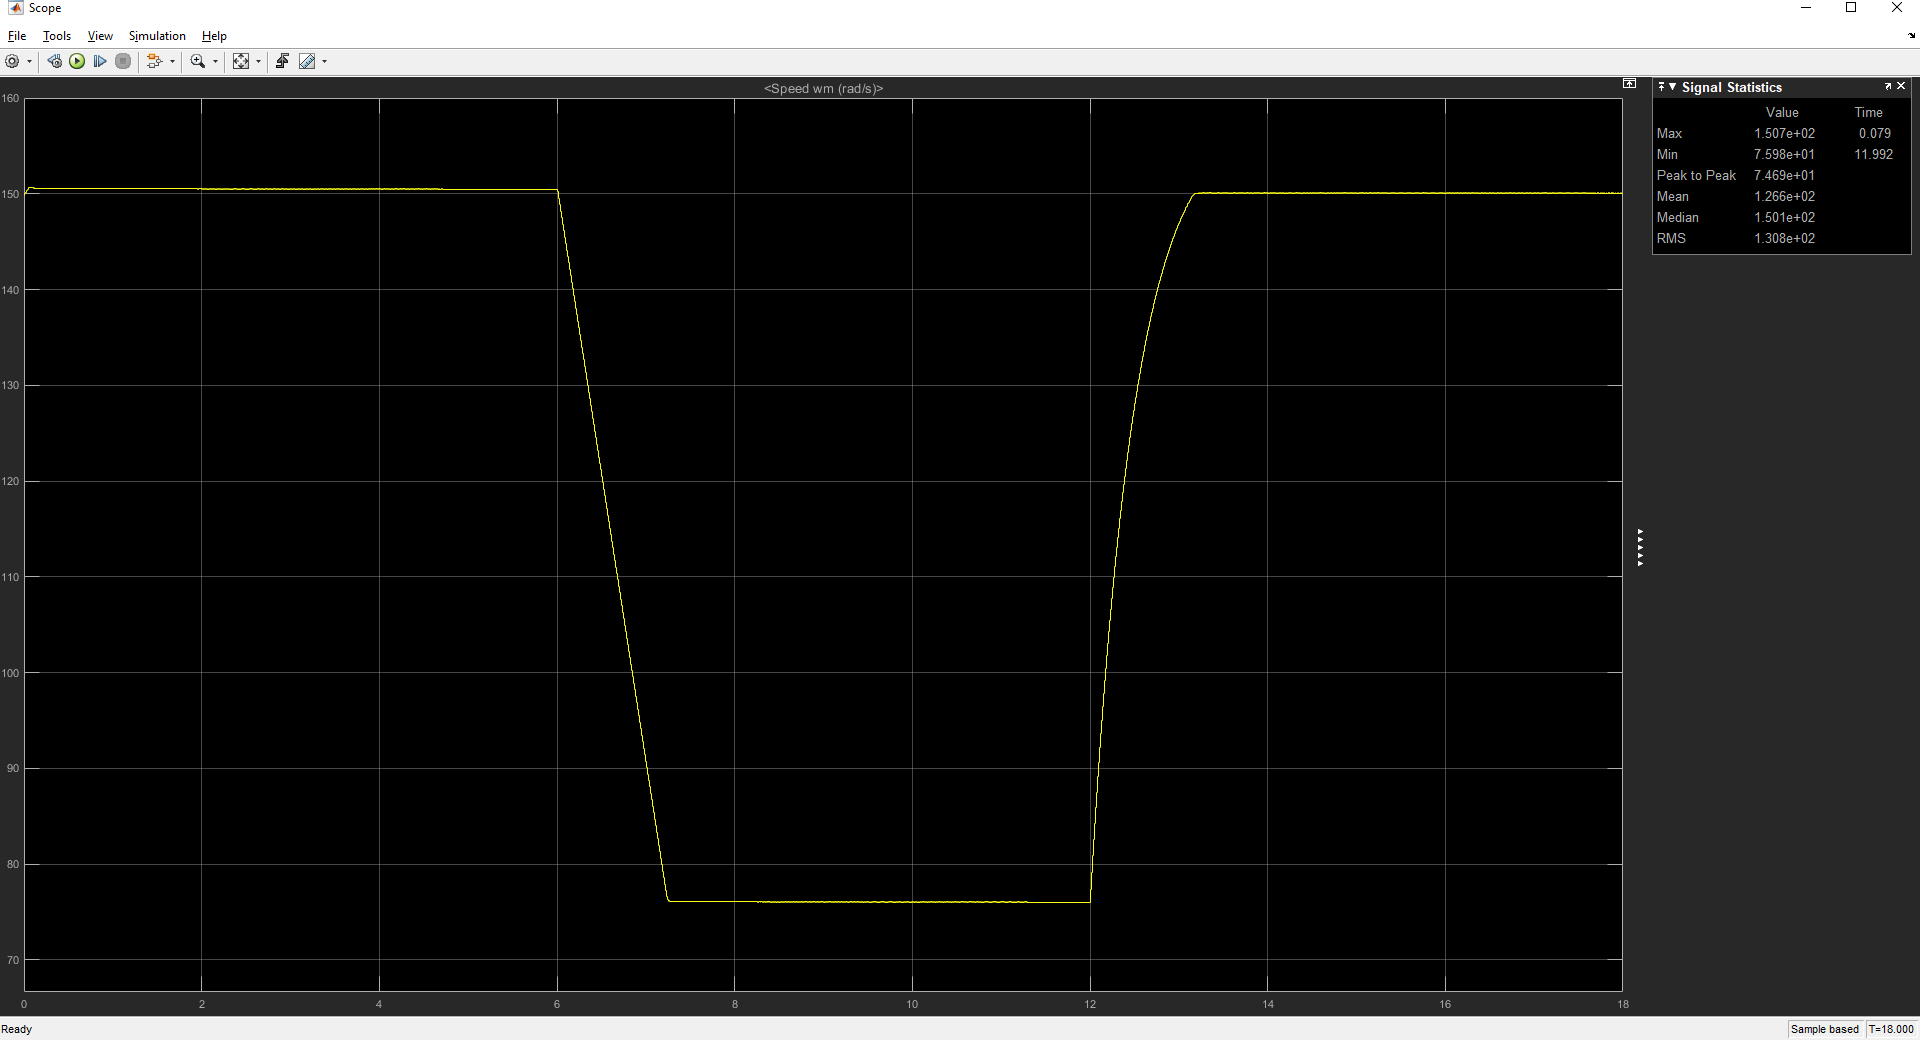 Scope
File Tools View Simulation Help
<Speed wm (rad/s)>
160
150
140
130
120
110
100
90
80
70
0 2 4 6 8 10 12 14 16 18
Signal Statistics
Value Time
Max 1.507e+02 0.079
Min 7.598e+01 11.992
Peak to Peak 7.469e+01
Mean 1.266e+02
Median 1.501e+02
RMS 1.308e+02
Ready
Sample based T=18.000